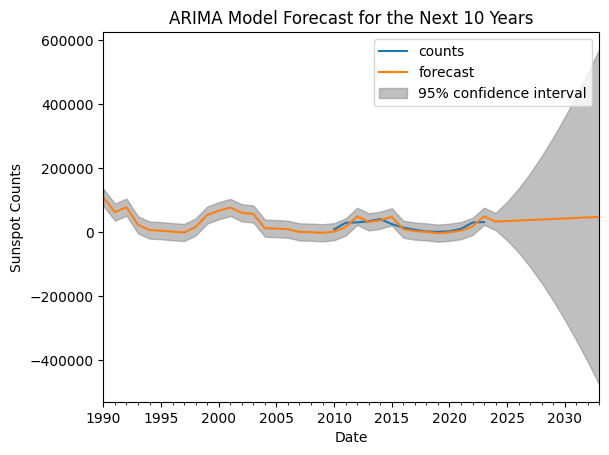 ARIMA Model Forecast for the Next 10 Years
counts
forecast
95% confidence interval
600000
400000
200000
0
−200000
−400000
Sunspot Counts
1990 1995 2000 2005 2010 2015 2020 2025 2030
Date